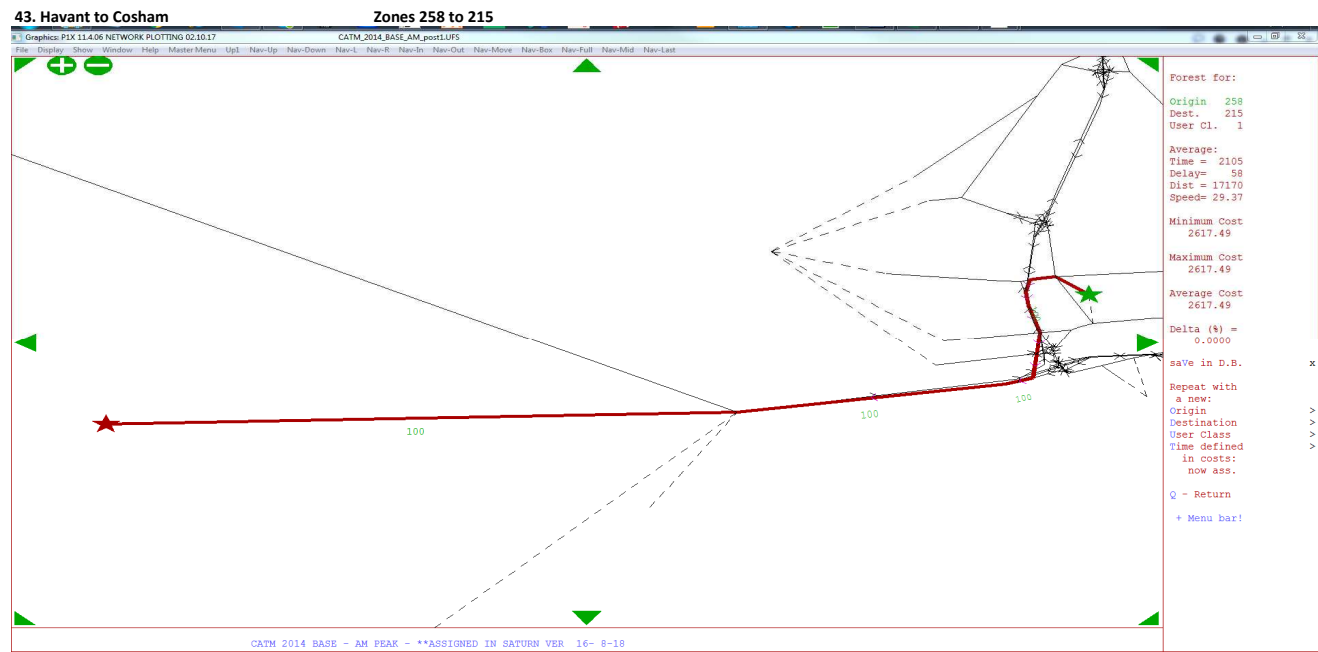 43. Havant to Cosham Zones 258 to 215
Graphics: P1X 11.4.06 NETWORK PLOTTING 02.10.17 CATM_2014_BASE_AM_post1.UFS
File Display Show Window Help Master Menu Up1 Nav-Up Nav-Down Nav-L Nav-R Nav-In Nav-Out Nav-Move Nav-Box Nav-Full Nav-Mid Nav-Last
Forest for:
Origin 258
Dest. 215
User Cl. 1
Average:
Time = 2105
Delay= 58
Dist = 17170
Speed= 29.37
Minimum Cost
2617.49
Maximum Cost
2617.49
Average Cost
2617.49
Delta (%) =
0.0000
saVe in D.B. x
Repeat with
a new:
Origin >
Destination >
User Class >
Time defined >
in costs:
now ass.
Q - Return
+ Menu bar!
100
100
100
100
CATM 2014 BASE - AM PEAK - **ASSIGNED IN SATURN VER 16- 8-18